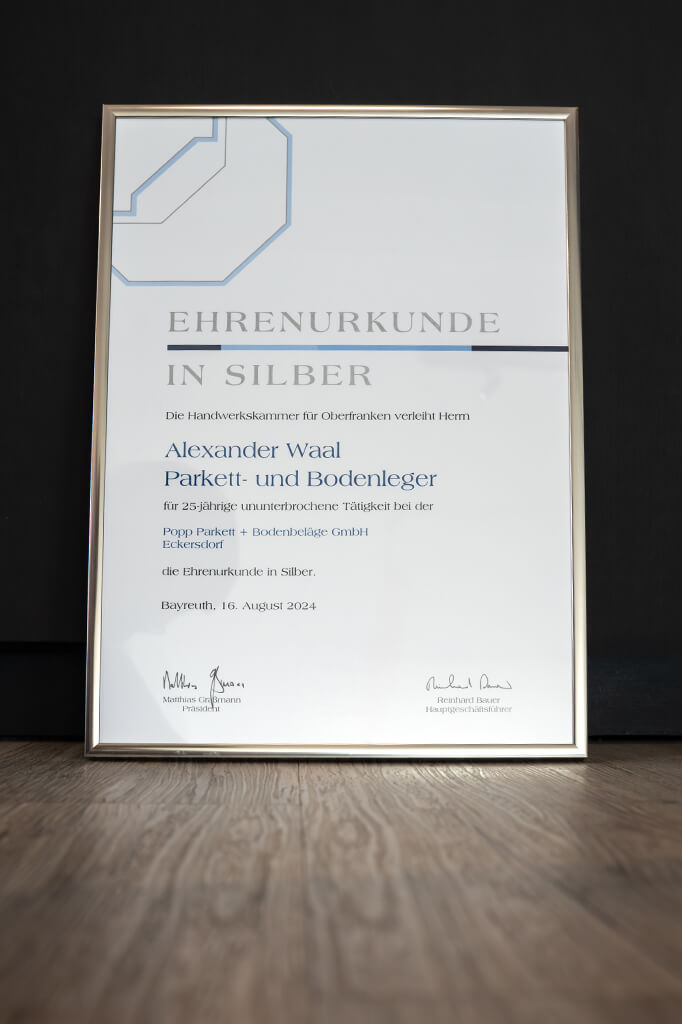 EHRENURKUNDE
IN SILBER
Die Handwerkskammer für Oberfranken verleiht Herrn
Alexander Waal
Parkett- und Bodenleger
für 25-jährige ununterbrochene Tätigkeit bei der
Popp Parkett + Bodenbeläge GmbH
Eckersdorf
die Ehrenurkunde in Silber.
Bayreuth, 16. August 2024
Matthias Graßmann
Präsident
Reinhard Bauer
Hauptgeschäftsführer